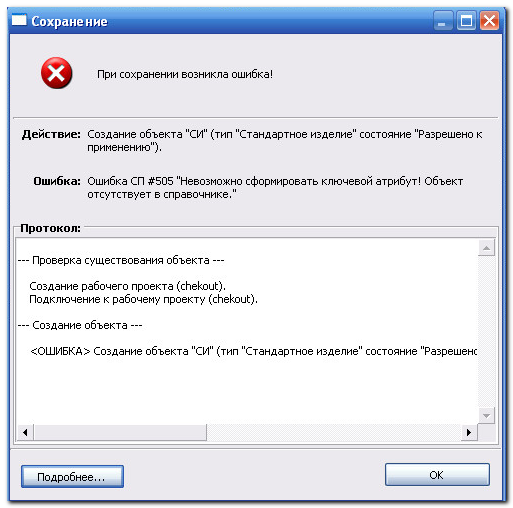 Сохранение
При сохранении возникла ошибка!
Действие: Создание объекта "СИ" (тип "Стандартное изделие" состояние "Разрешено к
применению").
Ошибка: Ошибка СП #505 "Невозможно сформировать ключевой атрибут! Объект
отсутствует в справочнике."
Протокол:
--- Проверка существования объекта ---
Создание рабочего проекта (chekout).
Подключение к рабочему проекту (chekout).
--- Создание объекта ---
<ОШИБКА> Создание объекта "СИ" (тип "Стандартное изделие" состояние "Разрешено
Подробнее...
OK